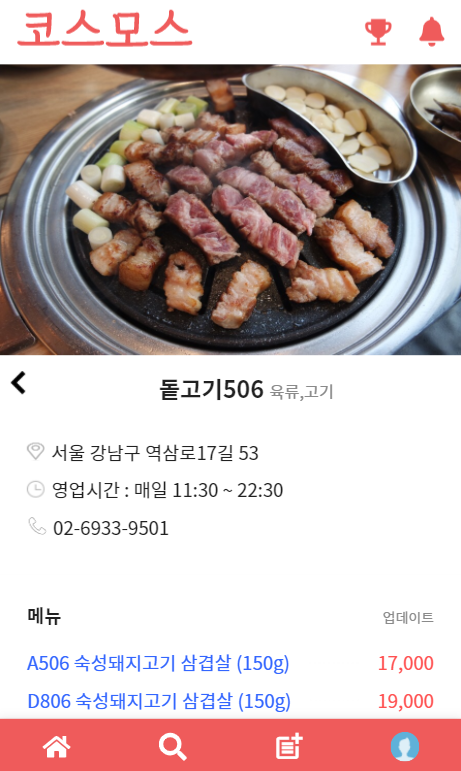 코스모스
돝고기506 육류,고기
서울 강남구 역삼로17길 53
영업시간 : 매일 11:30 ~ 22:30
02-6933-9501
메뉴 업데이트
A506 숙성돼지고기 삼겹살 (150g) 17,000
D806 숙성돼지고기 삼겹살 (150g) 19,000